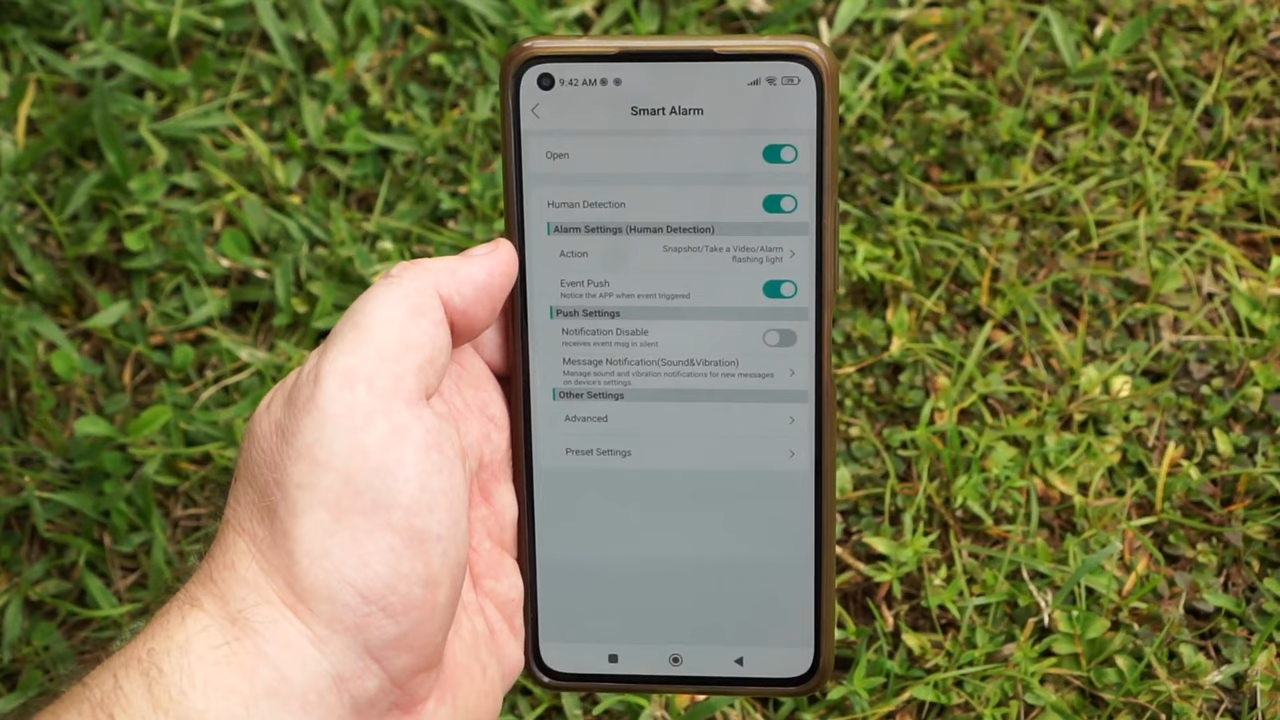 9:42 AM
Smart Alarm
Open
Human Detection
Alarm Settings (Human Detection)
Action
Snapshot/Take a Video/Alarm
flashing light
Event Push
Notice the APP when event triggered
Push Settings
Notification Disable
receives event msg in silent
Message Notification(Sound&Vibration)
Manage sound and vibration notifications for new messages
on device's settings.
Other Settings
Advanced
Preset Settings